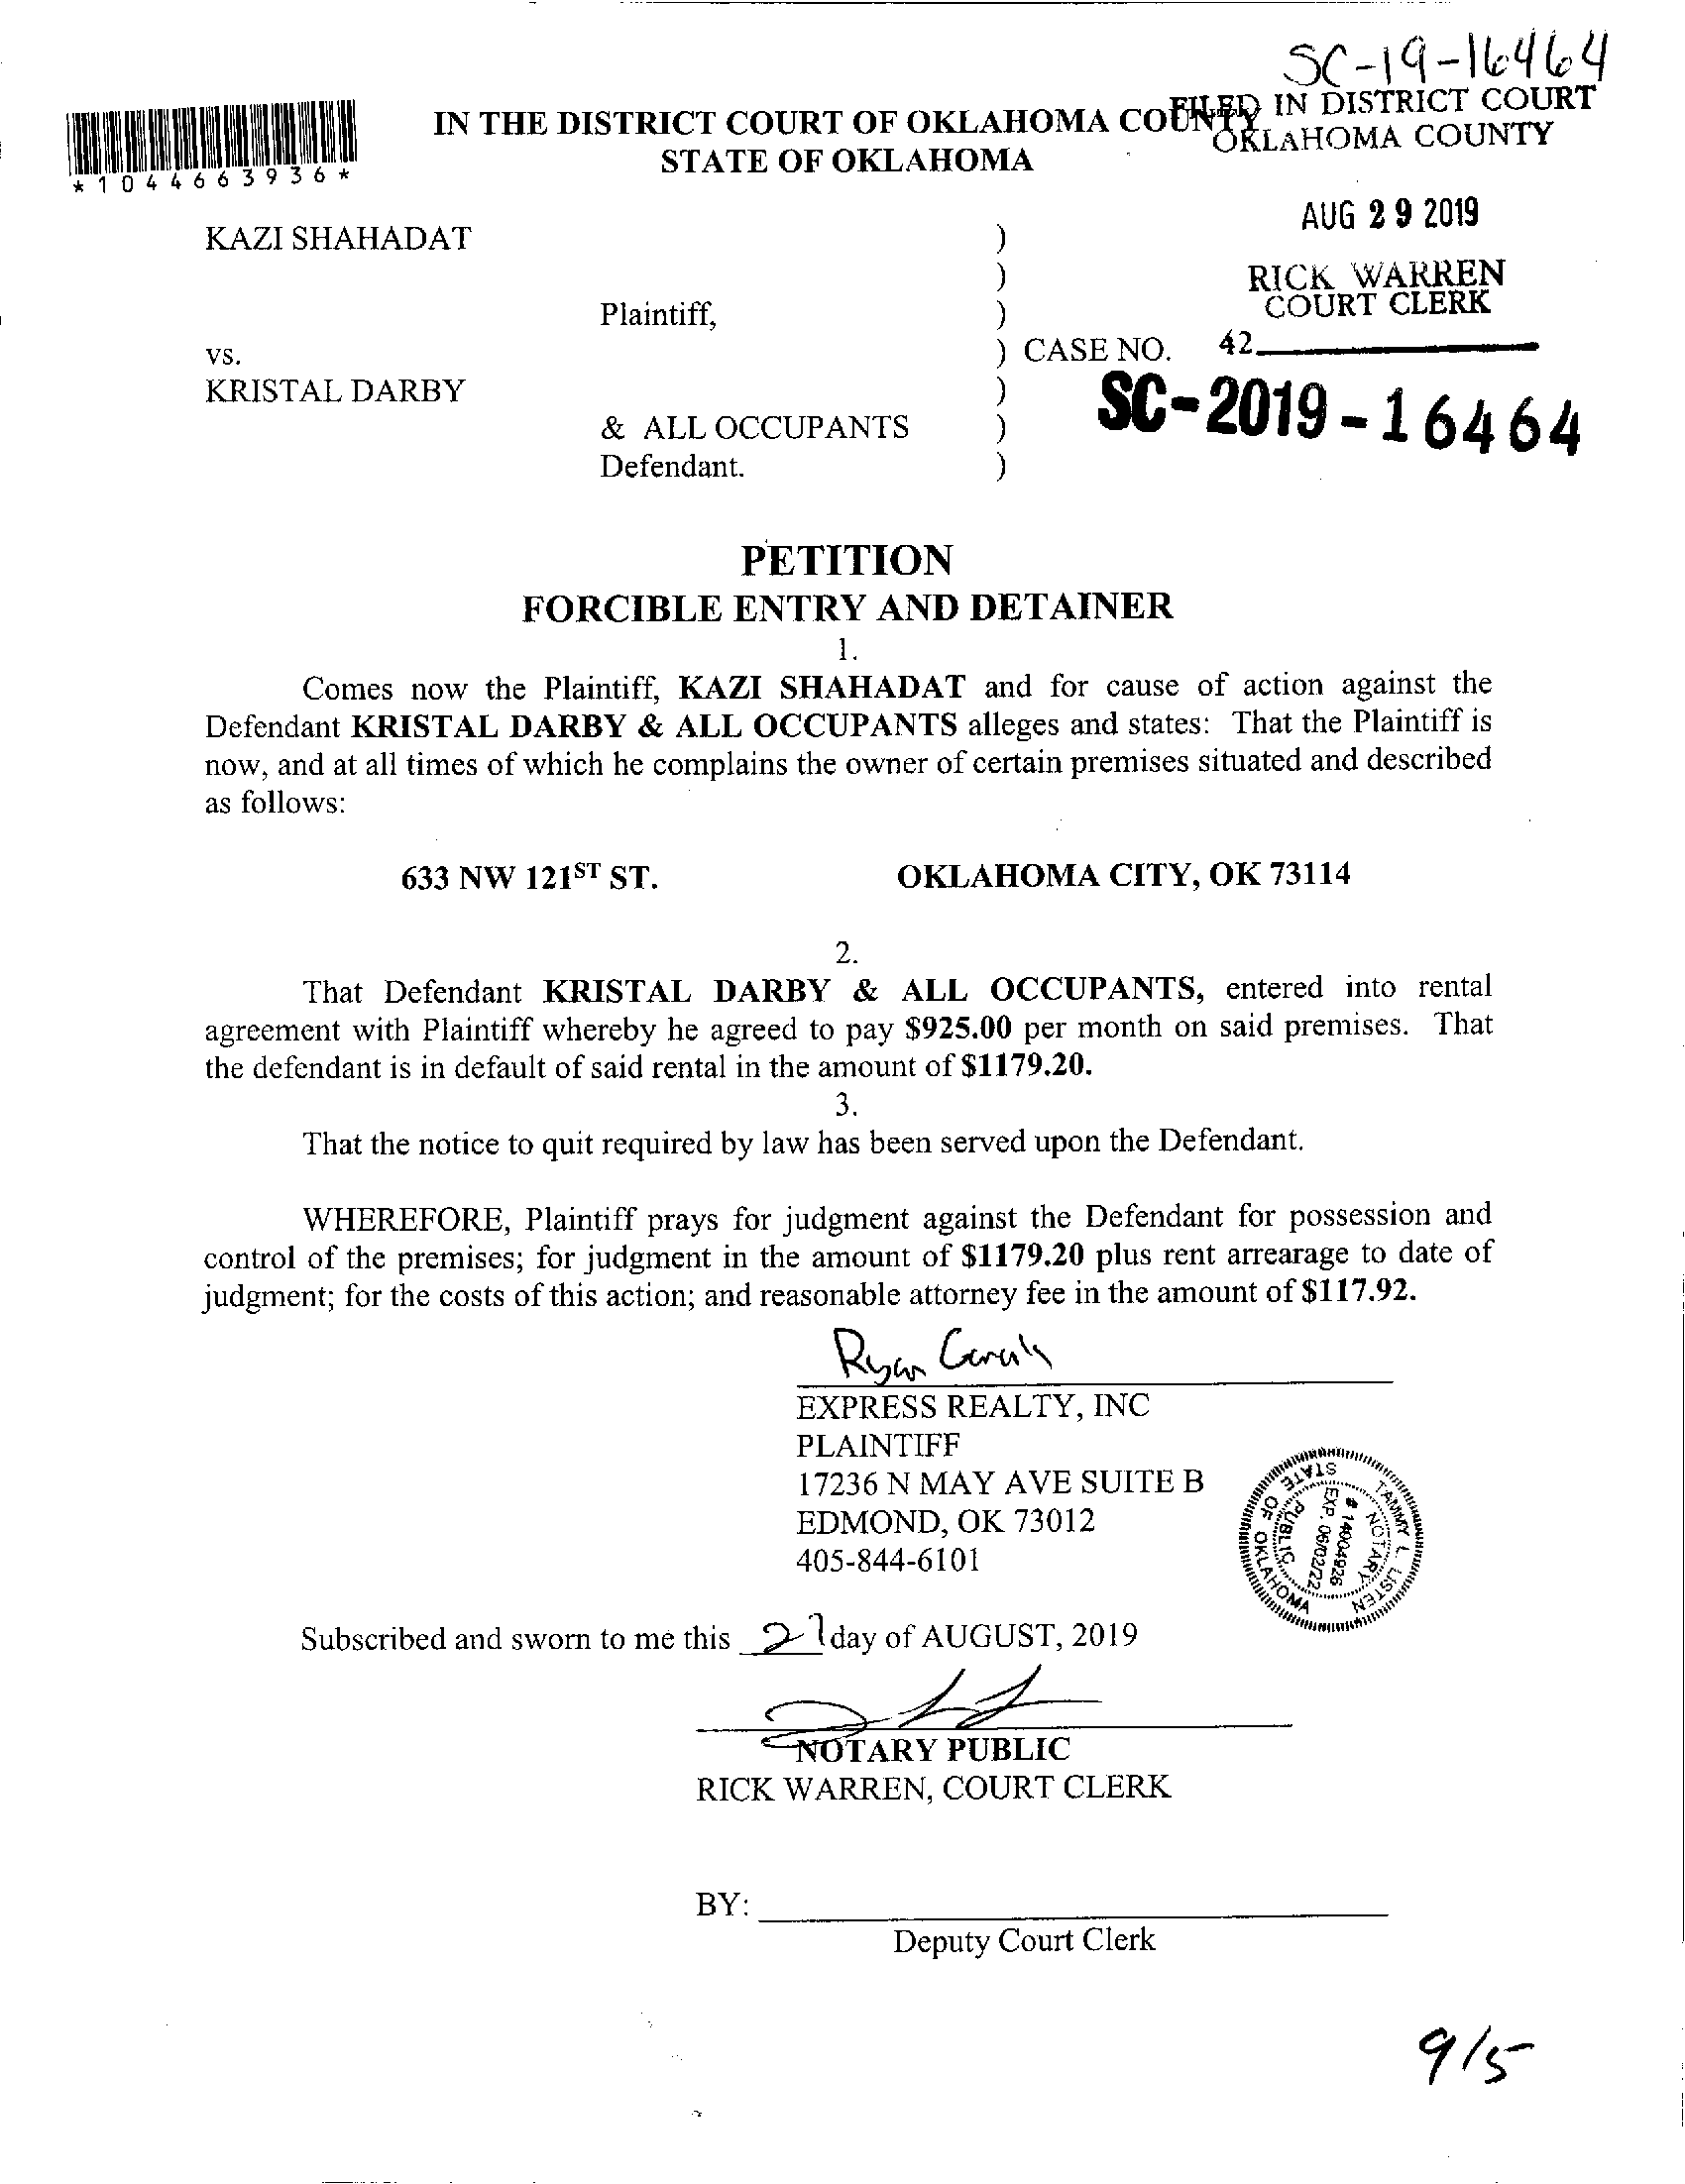 SC-19-16464
IN THE DISTRICT COURT OF OKLAHOMA COUNTY
STATE OF OKLAHOMA
FILED IN DISTRICT COURT
OKLAHOMA COUNTY
*1044663936*
AUG 29 2019
RICK WARREN
COURT CLERK
42
KAZI SHAHADAT )
)
Plaintiff, )
vs. ) CASE NO.
KRISTAL DARBY )
SC-2019-16464
& ALL OCCUPANTS )
Defendant. )
PETITION
FORCIBLE ENTRY AND DETAINER
1.
Comes now the Plaintiff, KAZI SHAHADAT and for cause of action against the
Defendant KRISTAL DARBY & ALL OCCUPANTS alleges and states: That the Plaintiff is
now, and at all times of which he complains the owner of certain premises situated and described
as follows:
633 NW 121ST ST. OKLAHOMA CITY, OK 73114
2.
That Defendant KRISTAL DARBY & ALL OCCUPANTS, entered into rental
agreement with Plaintiff whereby he agreed to pay $925.00 per month on said premises. That
the defendant is in default of said rental in the amount of $1179.20.
3.
That the notice to quit required by law has been served upon the Defendant.
WHEREFORE, Plaintiff prays for judgment against the Defendant for possession and
control of the premises; for judgment in the amount of $1179.20 plus rent arrearage to date of
judgment; for the costs of this action; and reasonable attorney fee in the amount of $117.92.
Ryan
EXPRESS REALTY, INC
PLAINTIFF
17236 N MAY AVE SUITE B
EDMOND, OK 73012
405-844-6101
TAMMY L. LISTEN
NOTARY
# 14004926
EXP. 06/02/22
PUBLIC
STATE OF OKLAHOMA
Subscribed and sworn to me this 27 day of AUGUST, 2019
NOTARY PUBLIC
RICK WARREN, COURT CLERK
BY:
Deputy Court Clerk
9/5